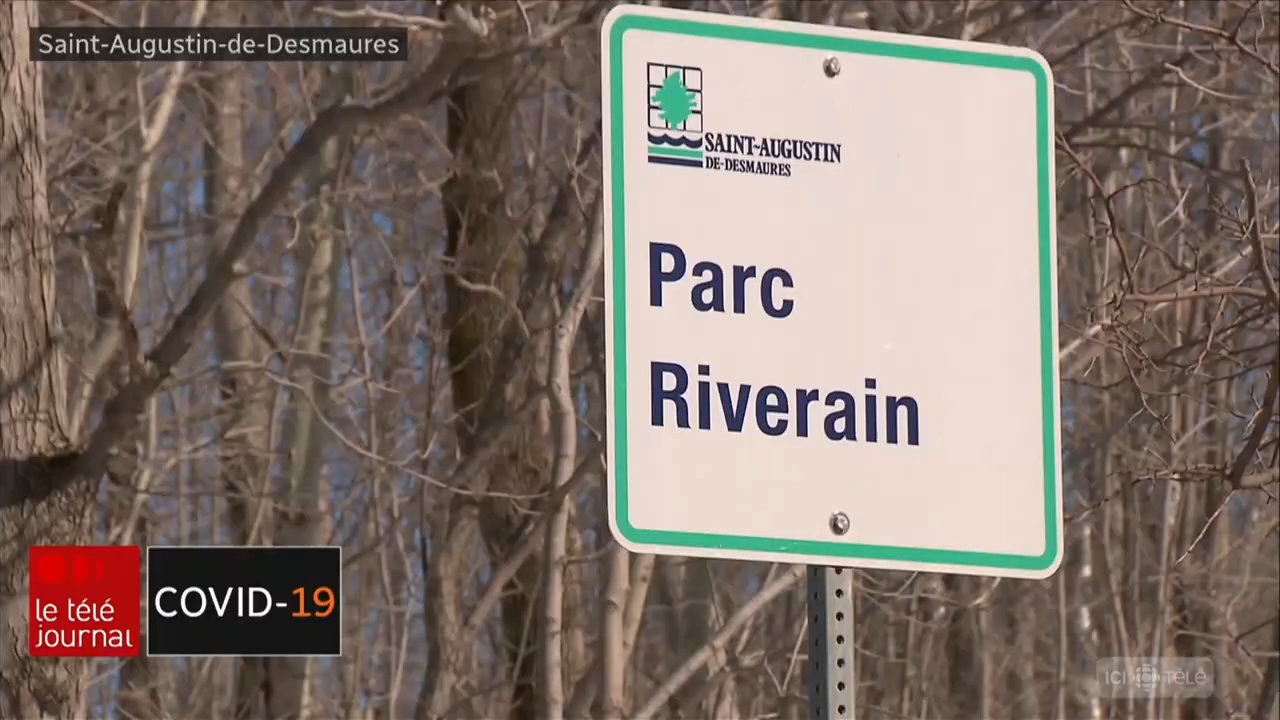 Saint-Augustin-de-Desmaures
SAINT-AUGUSTIN
DE-DESMAURES
Parc
Riverain
le télé
journal
COVID-19
ICI TÉLÉ